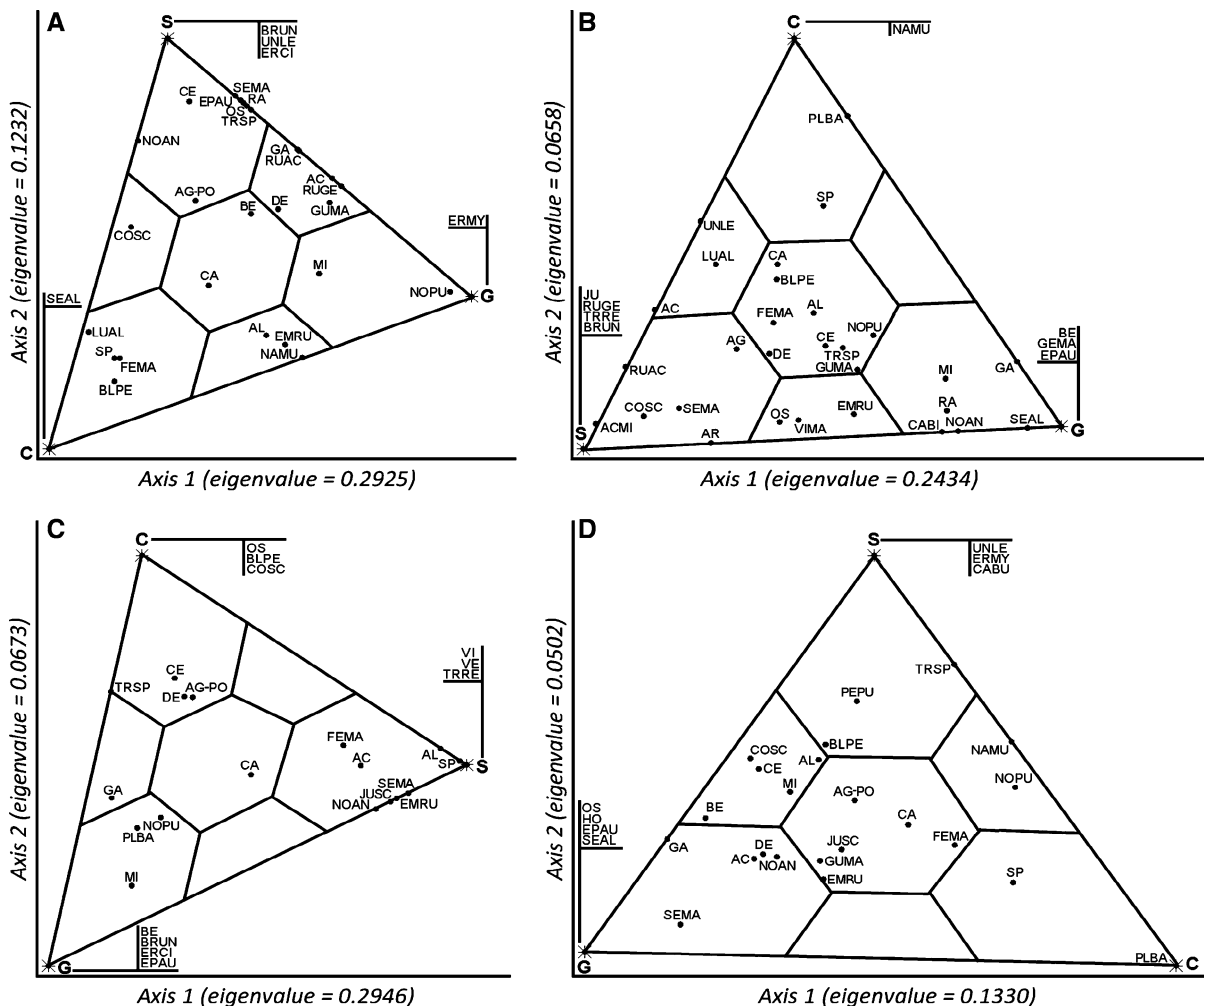 A
S
BRUN
UNLE
ERCI
CE
EPAU
SEMA
RA
OS
TRSP
NOAN
GA
RUAC
AC
RUGE
GUMA
AG-PO
BE
DE
COSC
ERMY
CA
MI
NOPU
G
SEAL
LUAL
SP
FEMA
BLPE
AL
EMRU
NAMU
C
Axis 2 (eigenvalue = 0.1232)
Axis 1 (eigenvalue = 0.2925)
B
C
NAMU
PLBA
SP
UNLE
LUAL
CA
BLPE
JU
RUGE
TRRE
BRUN
AC
FEMA
AL
AG
DE
CE
NOPU
TRSP
GUMA
BE
GEMA
EPAU
RUAC
MI
GA
COSC
SEMA
ACMI
AR
OS
VIMA
EMRU
RA
CABI
NOAN
SEAL
S
G
Axis 2 (eigenvalue = 0.0658)
Axis 1 (eigenvalue = 0.2434)
C
C
OS
BLPE
COSC
CE
TRSP
DE
AG-PO
VI
VE
TRRE
FEMA
AC
AL
SP
S
CA
GA
SEMA
JUSC
NOAN
EMRU
NOPU
PLBA
MI
BE
BRUN
ERCI
EPAU
G
Axis 2 (eigenvalue = 0.0673)
Axis 1 (eigenvalue = 0.2946)
D
S
UNLE
ERMY
CABU
TRSP
PEPU
BLPE
COSC
CE
AL
MI
NAMU
NOPU
AG-PO
CA
OS
HO
EPAU
SEAL
BE
GA
DE
AC
NOAN
JUSC
GUMA
EMRU
FEMA
SP
SEMA
PLBA
G
C
Axis 2 (eigenvalue = 0.0502)
Axis 1 (eigenvalue = 0.1330)